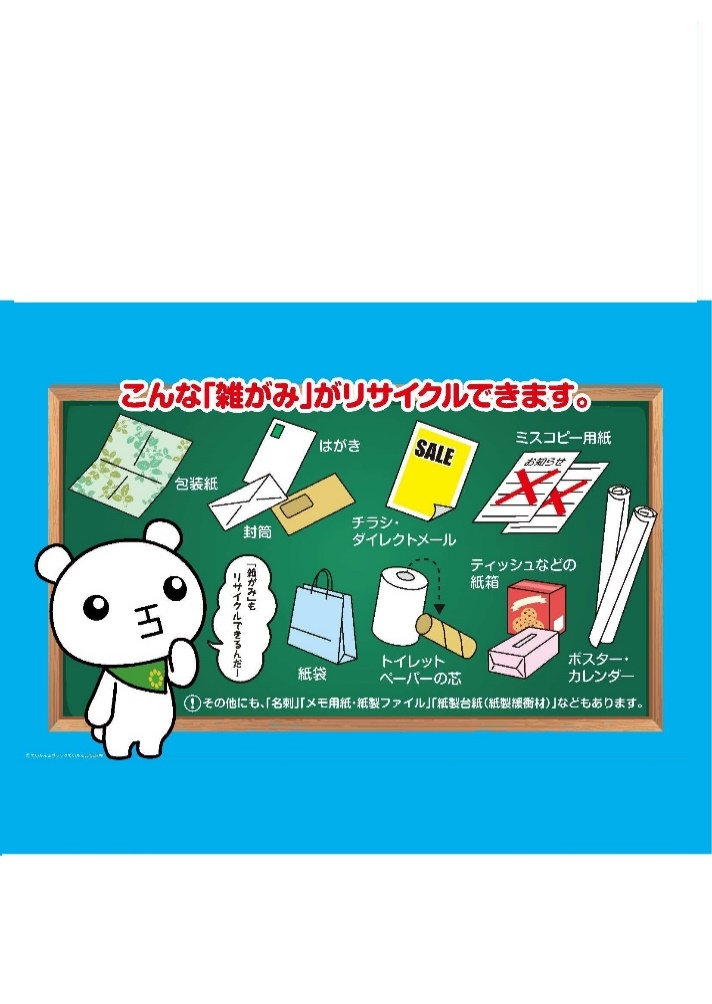 こんな「雑がみ」がリサイクルできます。
包装紙
はがき
封筒
SALE
チラシ・
ダイレクトメール
ミスコピー用紙
お知らせ
「雑がみ」も
リサイクルできるんだー
紙袋
トイレット
ペーパーの芯
ティッシュなどの
紙箱
ポスター・
カレンダー
! その他にも、「名刺」「メモ用紙・紙製ファイル」「紙製台紙(紙製緩衝材)」などもあります。